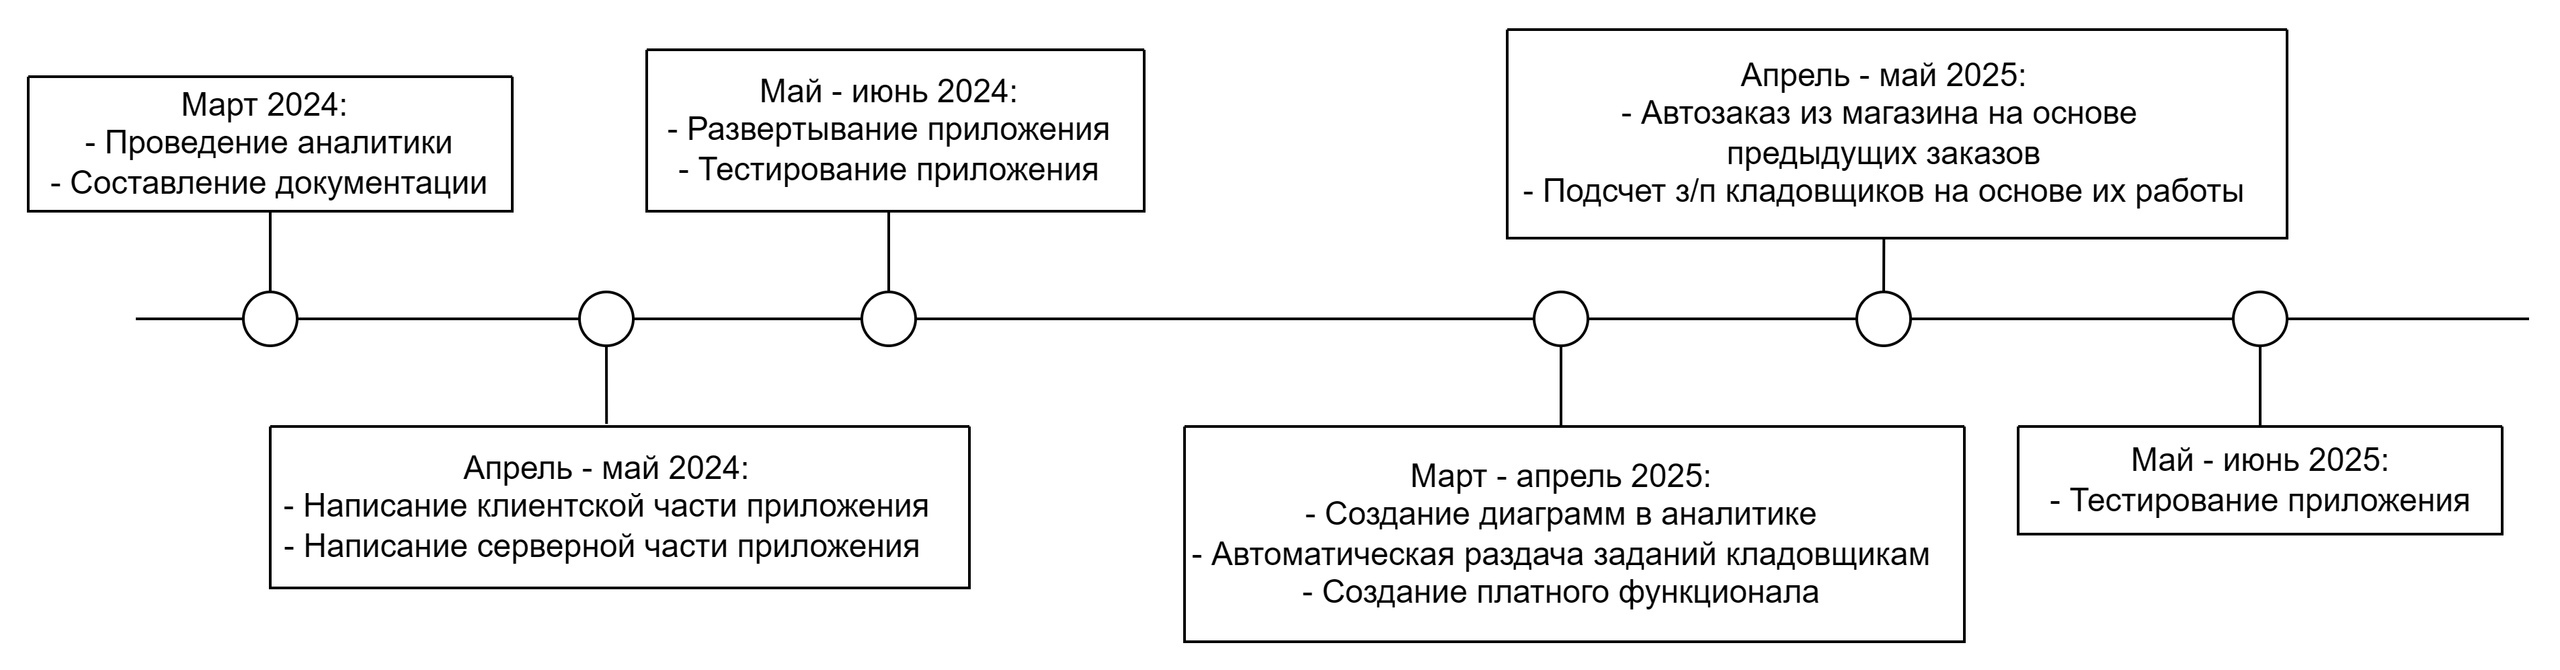 Март 2024:
- Проведение аналитики
- Составление документации
Апрель - май 2024:
- Написание клиентской части приложения
- Написание серверной части приложения
Май - июнь 2024:
- Развертывание приложения
- Тестирование приложения
Март - апрель 2025:
- Создание диаграмм в аналитике
- Автоматическая раздача заданий кладовщикам
- Создание платного функционала
Апрель - май 2025:
- Автозаказ из магазина на основе
предыдущих заказов
- Подсчет з/п кладовщиков на основе их работы
Май - июнь 2025:
- Тестирование приложения